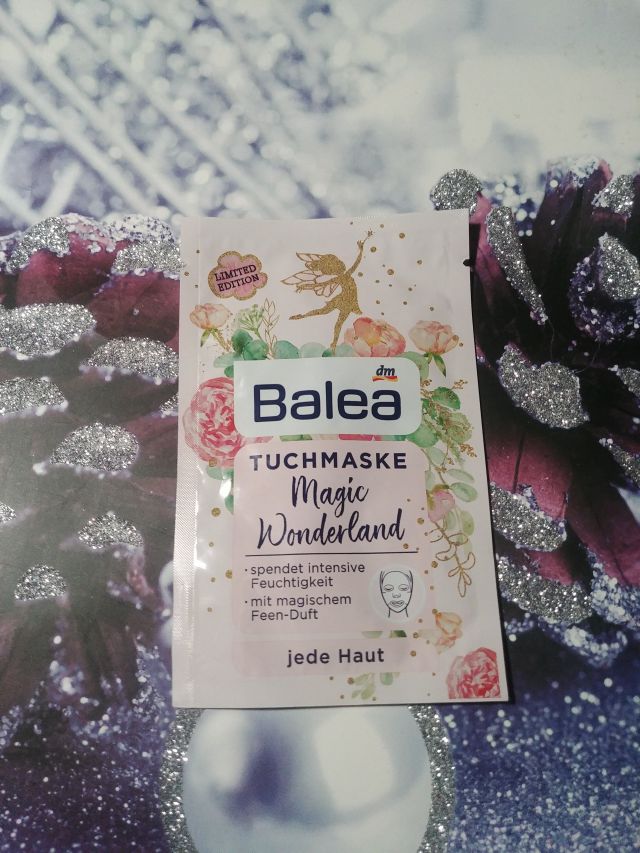 LIMITED
EDITION
dm
Balea
TUCHMASKE
Magic
Wonderland
· spendet intensive
Feuchtigkeit
· mit magischem
Feen-Duft
jede Haut